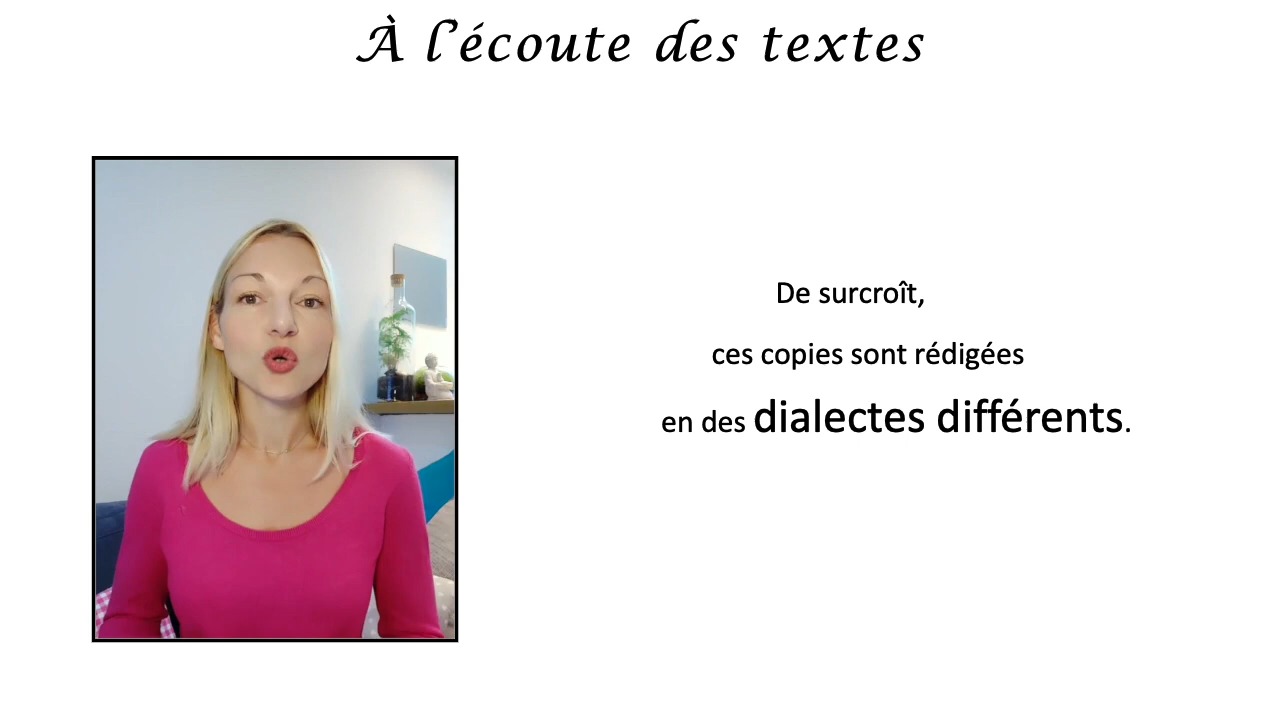 À l’écoute des textes
De surcroît,
ces copies sont rédigées
en des dialectes différents.